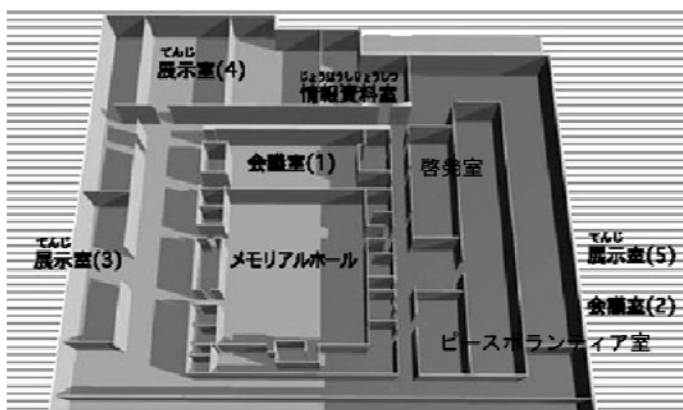 てんじ
展示室(4)
じょうほうしりょうしつ
情報資料室
会議室(1)
啓発室
てんじ
展示室(3)
メモリアルホール
てんじ
展示室(5)
会議室(2)
ピースボランティア室